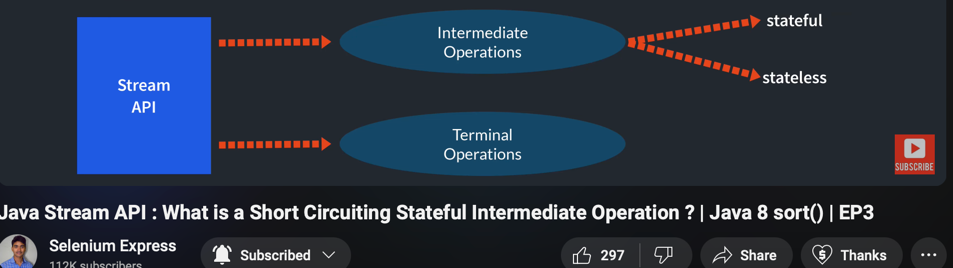 stateful
Intermediate
Operations
Stream
API
stateless
Terminal
Operations
SUBSCRIBE
Java Stream API : What is a Short Circuiting Stateful Intermediate Operation ? | Java 8 sort() | EP3
Selenium Express
112K subscribers
Subscribed
297
Share
Thanks